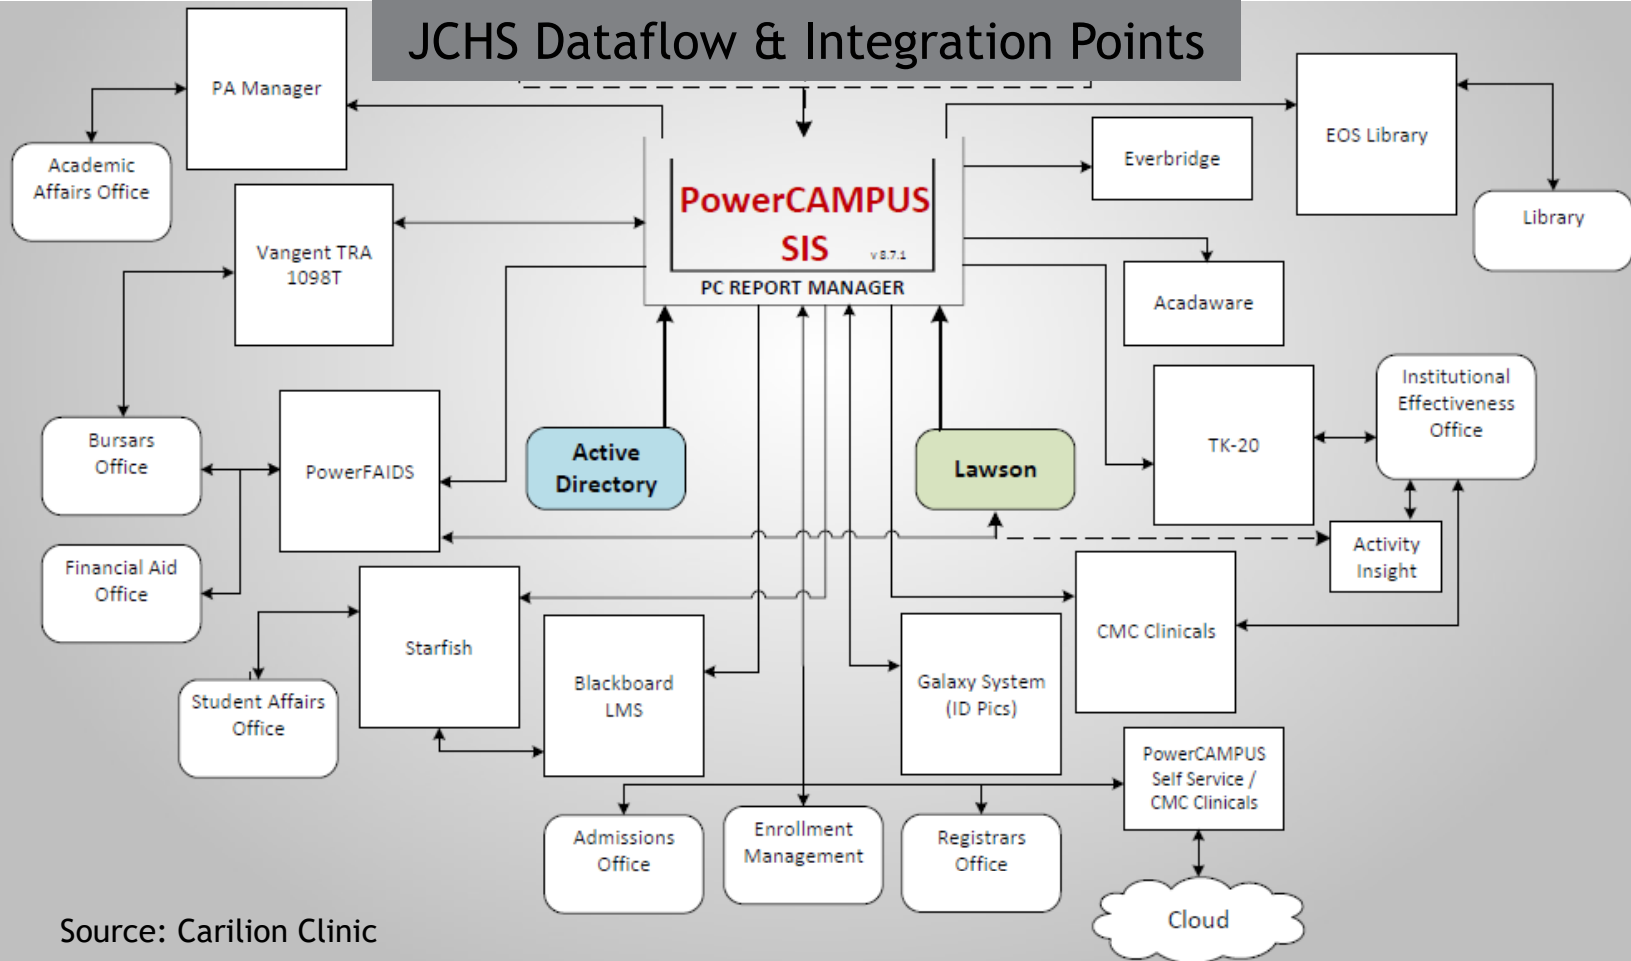 JCHS Dataflow & Integration Points
PA Manager
Academic
Affairs Office
Vangent TRA
1098T
PowerCAMPUS
SIS
v 8.7.1
PC REPORT MANAGER
Everbridge
EOS Library
Library
Acadaware
Bursars
Office
PowerFAIDS
Active
Directory
Lawson
TK-20
Institutional
Effectiveness
Office
Activity
Insight
Financial Aid
Office
Starfish
Student Affairs
Office
Blackboard
LMS
Galaxy System
(ID Pics)
CMC Clinicals
PowerCAMPUS
Self Service /
CMC Clinicals
Admissions
Office
Enrollment
Management
Registrars
Office
Cloud
Source: Carilion Clinic